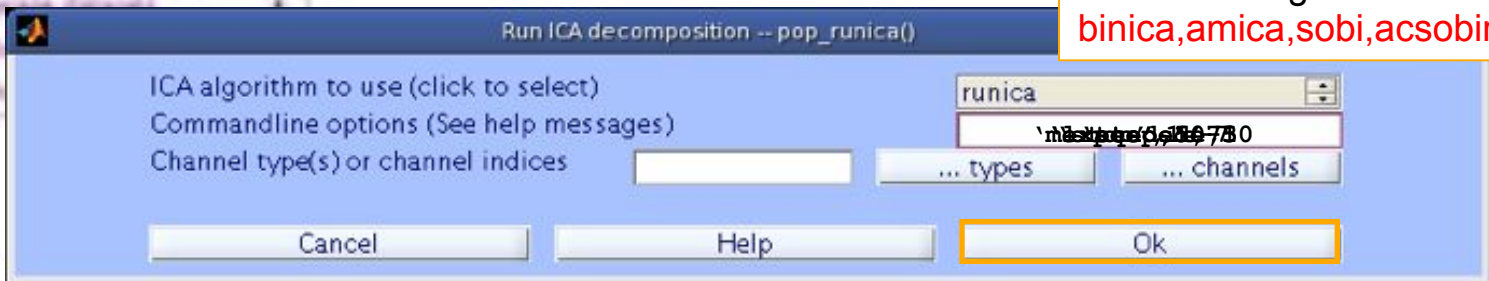 binica,amica,sobi,acsobir
Run ICA decomposition -- pop_runica()
ICA algorithm to use (click to select)
runica
Commandline options (See help messages)
Channel type(s) or channel indices
... types
... channels
Cancel
Help
Ok